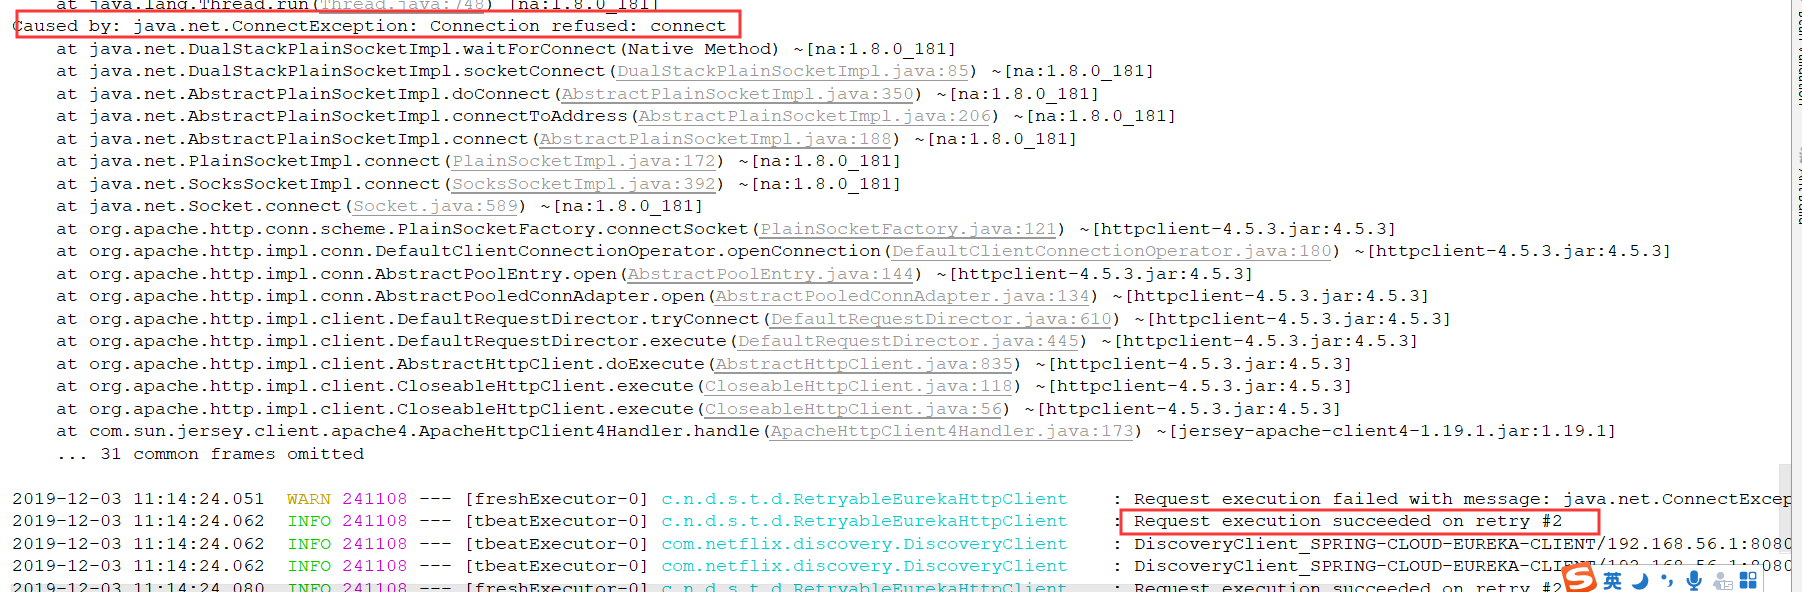 at java.lang.Thread.run(Thread.java:748) [na:1.8.0_181]
Caused by: java.net.ConnectException: Connection refused: connect
at java.net.DualStackPlainSocketImpl.waitForConnect(Native Method) ~[na:1.8.0_181]
at java.net.DualStackPlainSocketImpl.socketConnect(DualStackPlainSocketImpl.java:85) ~[na:1.8.0_181]
at java.net.AbstractPlainSocketImpl.doConnect(AbstractPlainSocketImpl.java:350) ~[na:1.8.0_181]
at java.net.AbstractPlainSocketImpl.connectToAddress(AbstractPlainSocketImpl.java:206) ~[na:1.8.0_181]
at java.net.AbstractPlainSocketImpl.connect(AbstractPlainSocketImpl.java:188) ~[na:1.8.0_181]
at java.net.PlainSocketImpl.connect(PlainSocketImpl.java:172) ~[na:1.8.0_181]
at java.net.SocksSocketImpl.connect(SocksSocketImpl.java:392) ~[na:1.8.0_181]
at java.net.Socket.connect(Socket.java:589) ~[na:1.8.0_181]
at org.apache.http.conn.scheme.PlainSocketFactory.connectSocket(PlainSocketFactory.java:121) ~[httpclient-4.5.3.jar:4.5.3]
at org.apache.http.impl.conn.DefaultClientConnectionOperator.openConnection(DefaultClientConnectionOperator.java:180) ~[httpclient-4.5.3.jar:4.5.3]
at org.apache.http.impl.conn.AbstractPoolEntry.open(AbstractPoolEntry.java:144) ~[httpclient-4.5.3.jar:4.5.3]
at org.apache.http.impl.conn.AbstractPooledConnAdapter.open(AbstractPooledConnAdapter.java:134) ~[httpclient-4.5.3.jar:4.5.3]
at org.apache.http.impl.client.DefaultRequestDirector.tryConnect(DefaultRequestDirector.java:610) ~[httpclient-4.5.3.jar:4.5.3]
at org.apache.http.impl.client.DefaultRequestDirector.execute(DefaultRequestDirector.java:445) ~[httpclient-4.5.3.jar:4.5.3]
at org.apache.http.impl.client.AbstractHttpClient.doExecute(AbstractHttpClient.java:835) ~[httpclient-4.5.3.jar:4.5.3]
at org.apache.http.impl.client.CloseableHttpClient.execute(CloseableHttpClient.java:118) ~[httpclient-4.5.3.jar:4.5.3]
at org.apache.http.impl.client.CloseableHttpClient.execute(CloseableHttpClient.java:56) ~[httpclient-4.5.3.jar:4.5.3]
at com.sun.jersey.client.apache4.ApacheHttpClient4Handler.handle(ApacheHttpClient4Handler.java:173) ~[jersey-apache-client4-1.19.1.jar:1.19.1]
... 31 common frames omitted
2019-12-03 11:14:24.051 WARN 241108 --- [freshExecutor-0] c.n.d.s.t.d.RetryableEurekaHttpClient : Request execution failed with message: java.net.ConnectExcep
2019-12-03 11:14:24.062 INFO 241108 --- [tbeatExecutor-0] c.n.d.s.t.d.RetryableEurekaHttpClient : Request execution succeeded on retry #2
2019-12-03 11:14:24.062 INFO 241108 --- [tbeatExecutor-0] com.netflix.discovery.DiscoveryClient : DiscoveryClient_SPRING-CLOUD-EUREKA-CLIENT/192.168.56.1:8080
2019-12-03 11:14:24.062 INFO 241108 --- [tbeatExecutor-0] com.netflix.discovery.DiscoveryClient : DiscoveryClient_SPRING-CLOUD-EUREKA-CLIENT/192.168.56.1:8080
2019-12-03 11:14:24.080 INFO 241108 --- [freshExecutor-0] c.n.d.s.t.d.RetryableEurekaHttpClient : Request execution succeeded on retry #2
英